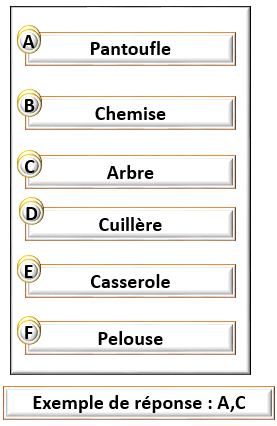 A Pantoufle
B Chemise
C Arbre
D Cuillère
E Casserole
F Pelouse
Exemple de réponse : A,C